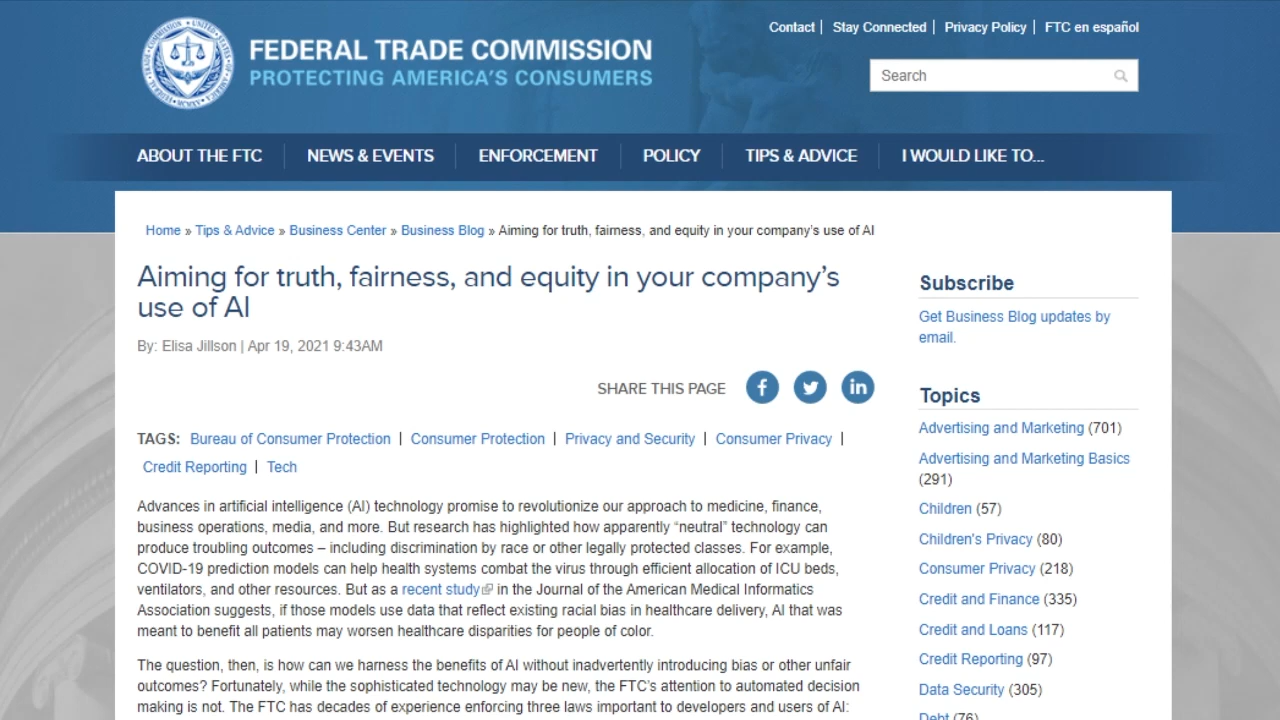 Contact | Stay Connected | Privacy Policy | FTC en español
FEDERAL TRADE COMMISSION
PROTECTING AMERICA'S CONSUMERS
Search
ABOUT THE FTC
NEWS & EVENTS
ENFORCEMENT
POLICY
TIPS & ADVICE
I WOULD LIKE TO...
Home » Tips & Advice » Business Center » Business Blog » Aiming for truth, fairness, and equity in your company's use of AI
Aiming for truth, fairness, and equity in your company's
use of AI
By: Elisa Jillson | Apr 19, 2021 9:43AM
SHARE THIS PAGE
TAGS: Bureau of Consumer Protection | Consumer Protection | Privacy and Security | Consumer Privacy |
Credit Reporting | Tech
Advances in artificial intelligence (AI) technology promise to revolutionize our approach to medicine, finance,
business operations, media, and more. But research has highlighted how apparently “neutral” technology can
produce troubling outcomes – including discrimination by race or other legally protected classes. For example,
COVID-19 prediction models can help health systems combat the virus through efficient allocation of ICU beds,
ventilators, and other resources. But as a recent study in the Journal of the American Medical Informatics
Association suggests, if those models use data that reflect existing racial bias in healthcare delivery, AI that was
meant to benefit all patients may worsen healthcare disparities for people of color.
The question, then, is how can we harness the benefits of AI without inadvertently introducing bias or other unfair
outcomes? Fortunately, while the sophisticated technology may be new, the FTC's attention to automated decision
making is not. The FTC has decades of experience enforcing three laws important to developers and users of AI:
Subscribe
Get Business Blog updates by
email.
Topics
Advertising and Marketing (701)
Advertising and Marketing Basics
(291)
Children (57)
Children's Privacy (80)
Consumer Privacy (218)
Credit and Finance (335)
Credit and Loans (117)
Credit Reporting (97)
Data Security (305)
Debt (76)